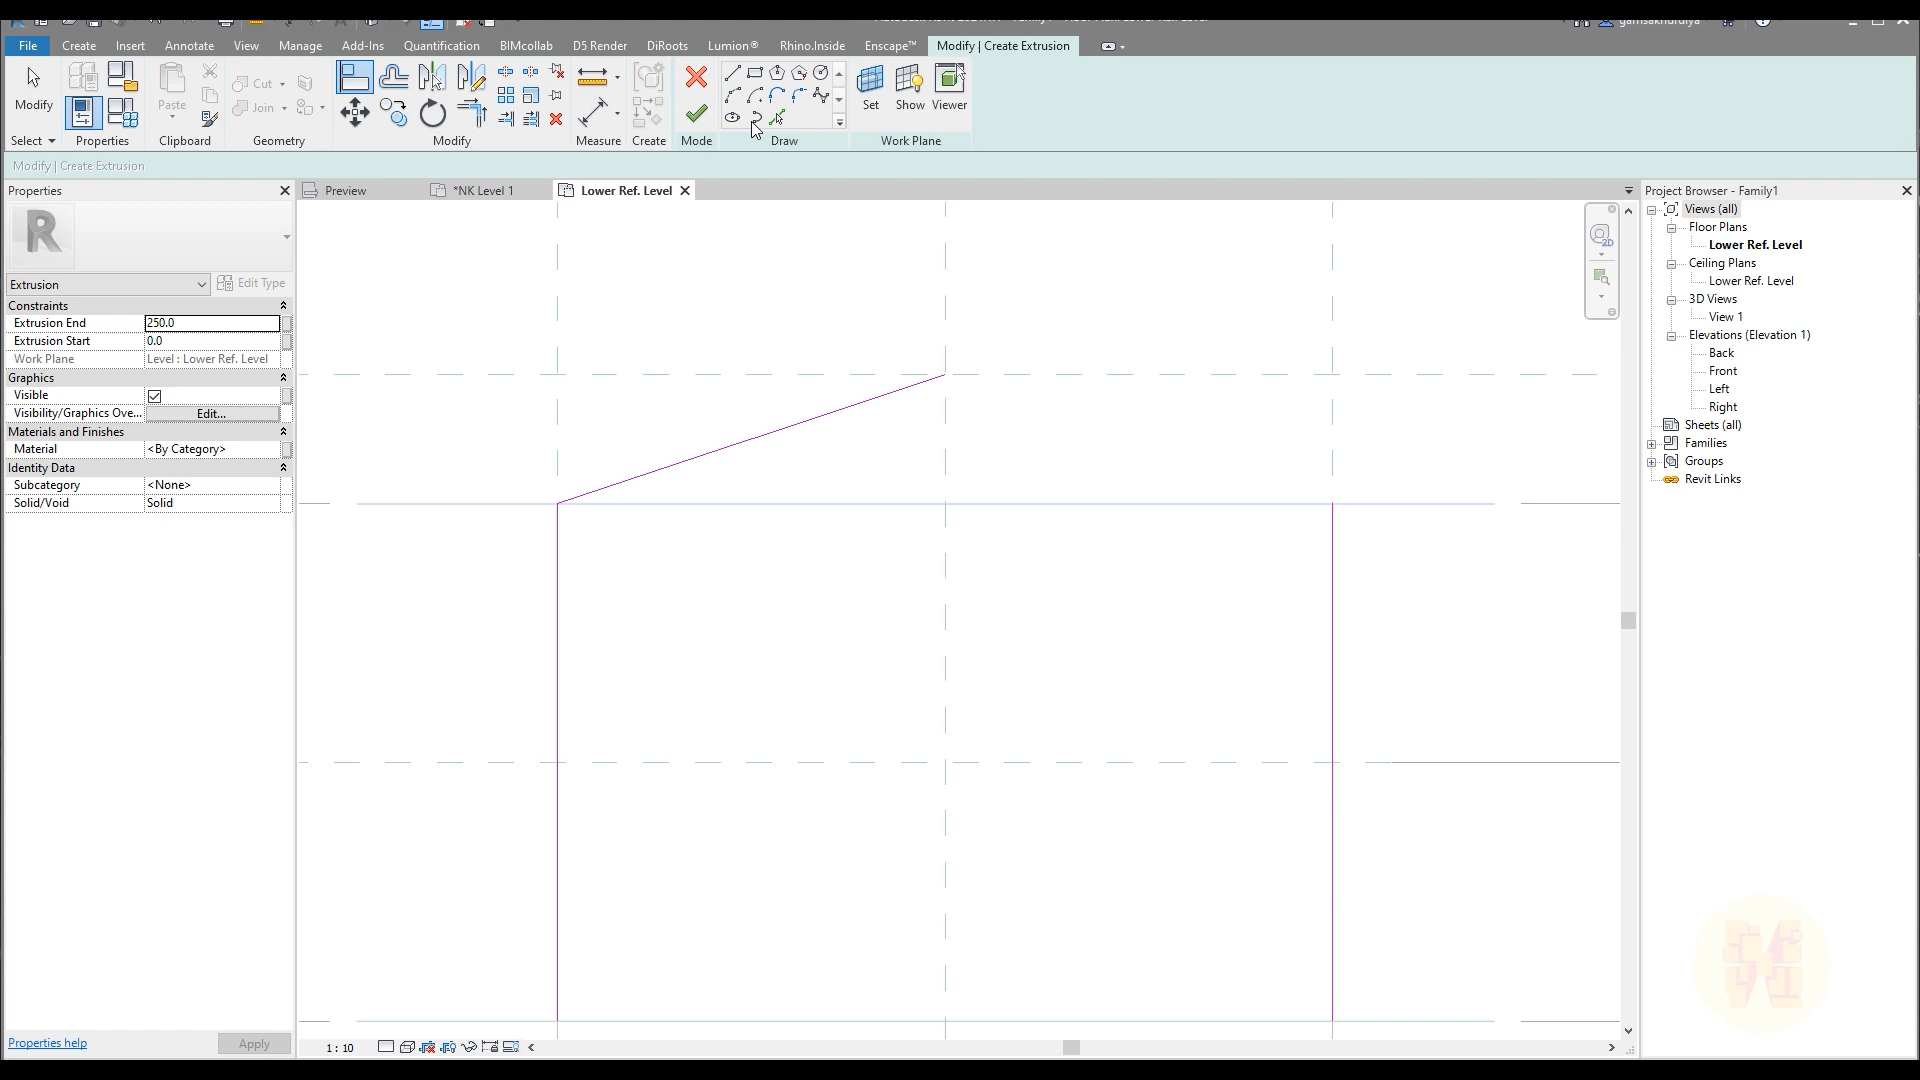 File Create Insert Annotate View Manage Add-Ins Quantification BIMcollab D5 Render DiRoots Lumion® Rhino.Inside Enscape™ Modify | Create Extrusion
Modify
Paste
Cut
Join
Set Show Viewer
Select Properties Clipboard Geometry Modify Measure Create Mode Draw Work Plane
Modify | Create Extrusion
Properties
Preview *NK Level 1 Lower Ref. Level
Project Browser - Family1
R
Extrusion Edit Type
Constraints
Extrusion End 250.0
Extrusion Start 0.0
Work Plane Level : Lower Ref. Level
Graphics
Visible
Visibility/Graphics Ove... Edit...
Materials and Finishes
Material <By Category>
Identity Data
Subcategory <None>
Solid/Void Solid
Properties help Apply
2D
1 : 10
Views (all)
Floor Plans
Lower Ref. Level
Ceiling Plans
Lower Ref. Level
3D Views
View 1
Elevations (Elevation 1)
Back
Front
Left
Right
Sheets (all)
Families
Groups
Revit Links